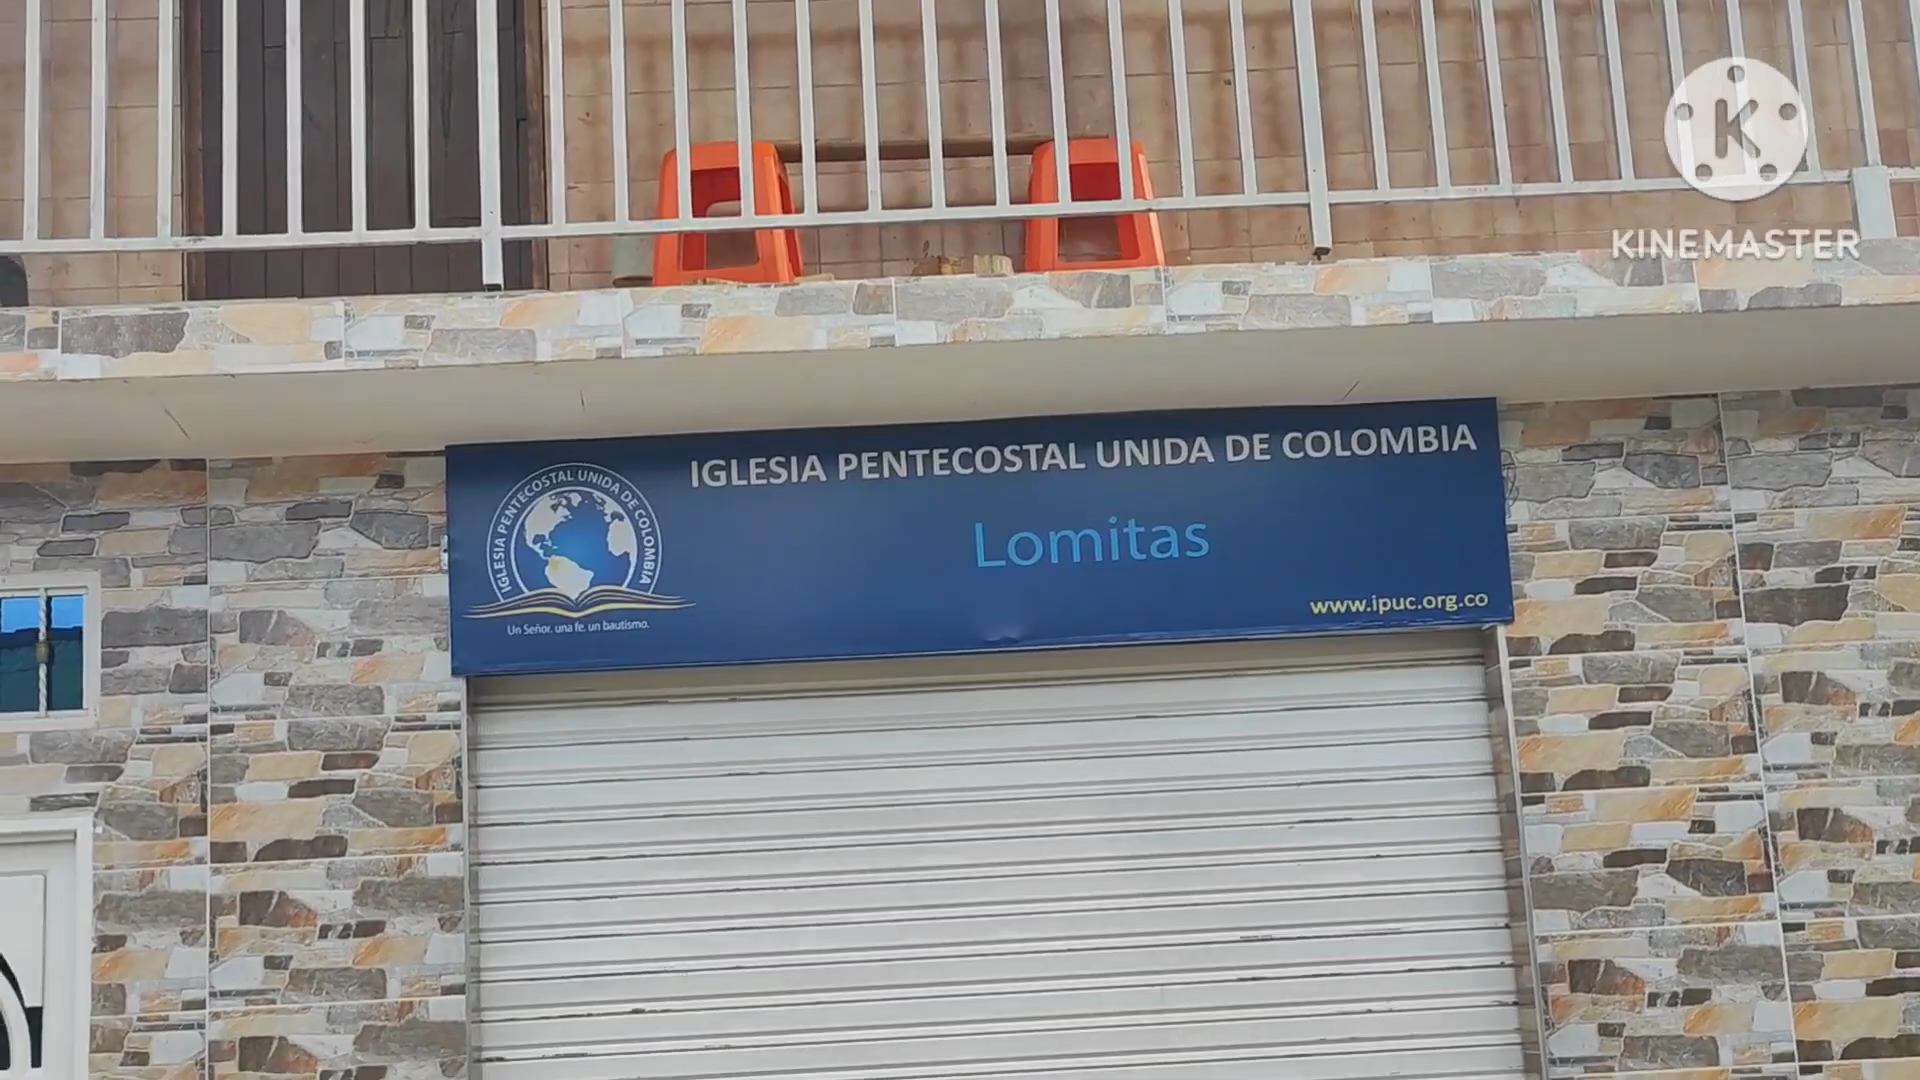 KINEMASTER
IGLESIA PENTECOSTAL UNIDA DE COLOMBIA
Lomitas
www.ipuc.org.co
IGLESIA PENTECOSTAL UNIDA DE COLOMBIA
Un Señor, una fe, un bautismo.